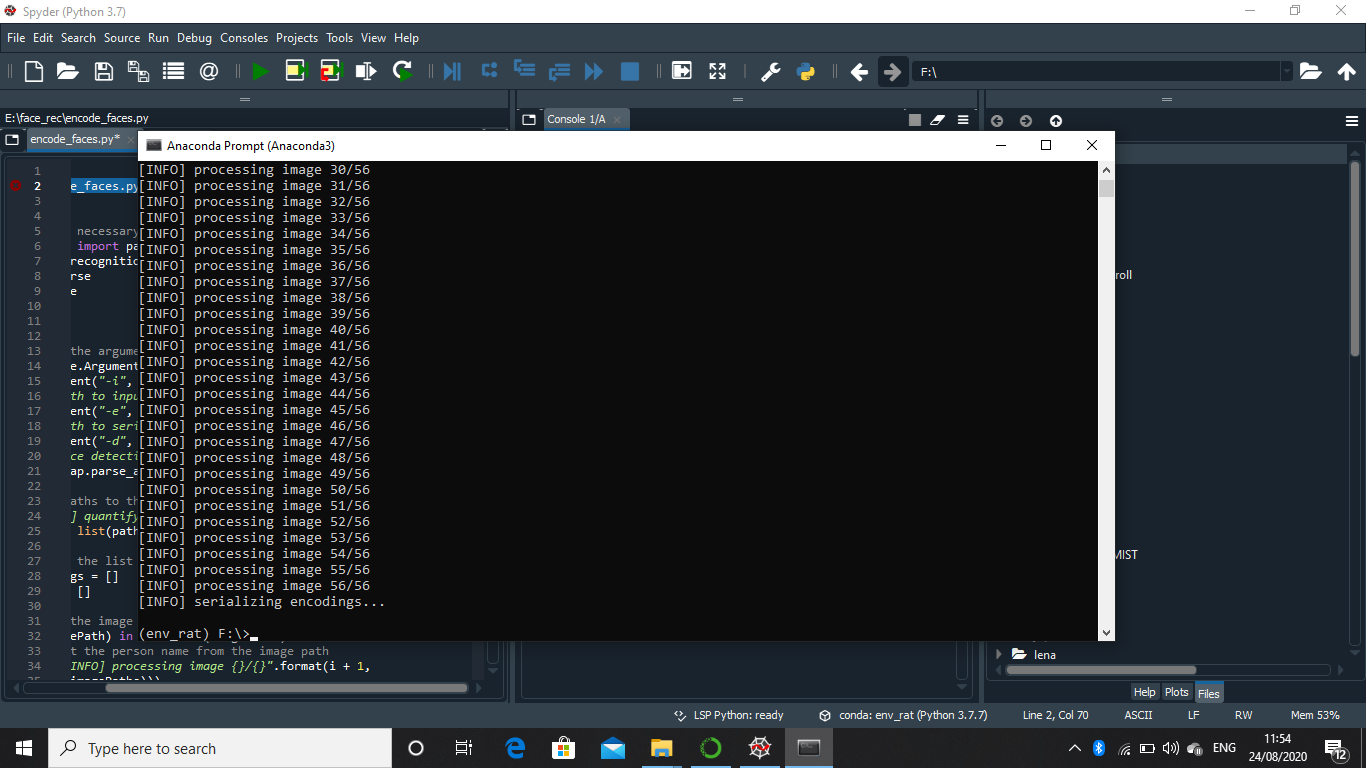 Spyder (Python 3.7)
File Edit Search Source Run Debug Consoles Projects Tools View Help
F:\
E:\face_rec\encode_faces.py
encode_faces.py*
Console 1/A
Anaconda Prompt (Anaconda3)
1
2 e_faces.py
3
4
5 necessary
6 import pa
7 recognitio
8 rse
9 e
10
11
12
13 the argume
14 e.Argument
15 ent("-i",
16 th to inpu
17 ent("-e",
18 th to seri
19 ent("-d",
20 ce detecti
21 ap.parse_a
22
23 aths to th
24 ] quantify
25 list(path
26
27 the list
28 gs = []
29 []
30
31 the image
32 ePath) in
33 t the person name from the image path
34 INFO] processing image {}/{}".format(i + 1,
[INFO] processing image 30/56
[INFO] processing image 31/56
[INFO] processing image 32/56
[INFO] processing image 33/56
[INFO] processing image 34/56
[INFO] processing image 35/56
[INFO] processing image 36/56
[INFO] processing image 37/56
[INFO] processing image 38/56
[INFO] processing image 39/56
[INFO] processing image 40/56
[INFO] processing image 41/56
[INFO] processing image 42/56
[INFO] processing image 43/56
[INFO] processing image 44/56
[INFO] processing image 45/56
[INFO] processing image 46/56
[INFO] processing image 47/56
[INFO] processing image 48/56
[INFO] processing image 49/56
[INFO] processing image 50/56
[INFO] processing image 51/56
[INFO] processing image 52/56
[INFO] processing image 53/56
[INFO] processing image 54/56
[INFO] processing image 55/56
[INFO] processing image 56/56
[INFO] serializing encodings...
(env_rat) F:\>
roll
MIST
lena
Help Plots Files
LSP Python: ready conda: env_rat (Python 3.7.7) Line 2, Col 70 ASCII LF RW Mem 53%
Type here to search
ENG
11:54
24/08/2020
12